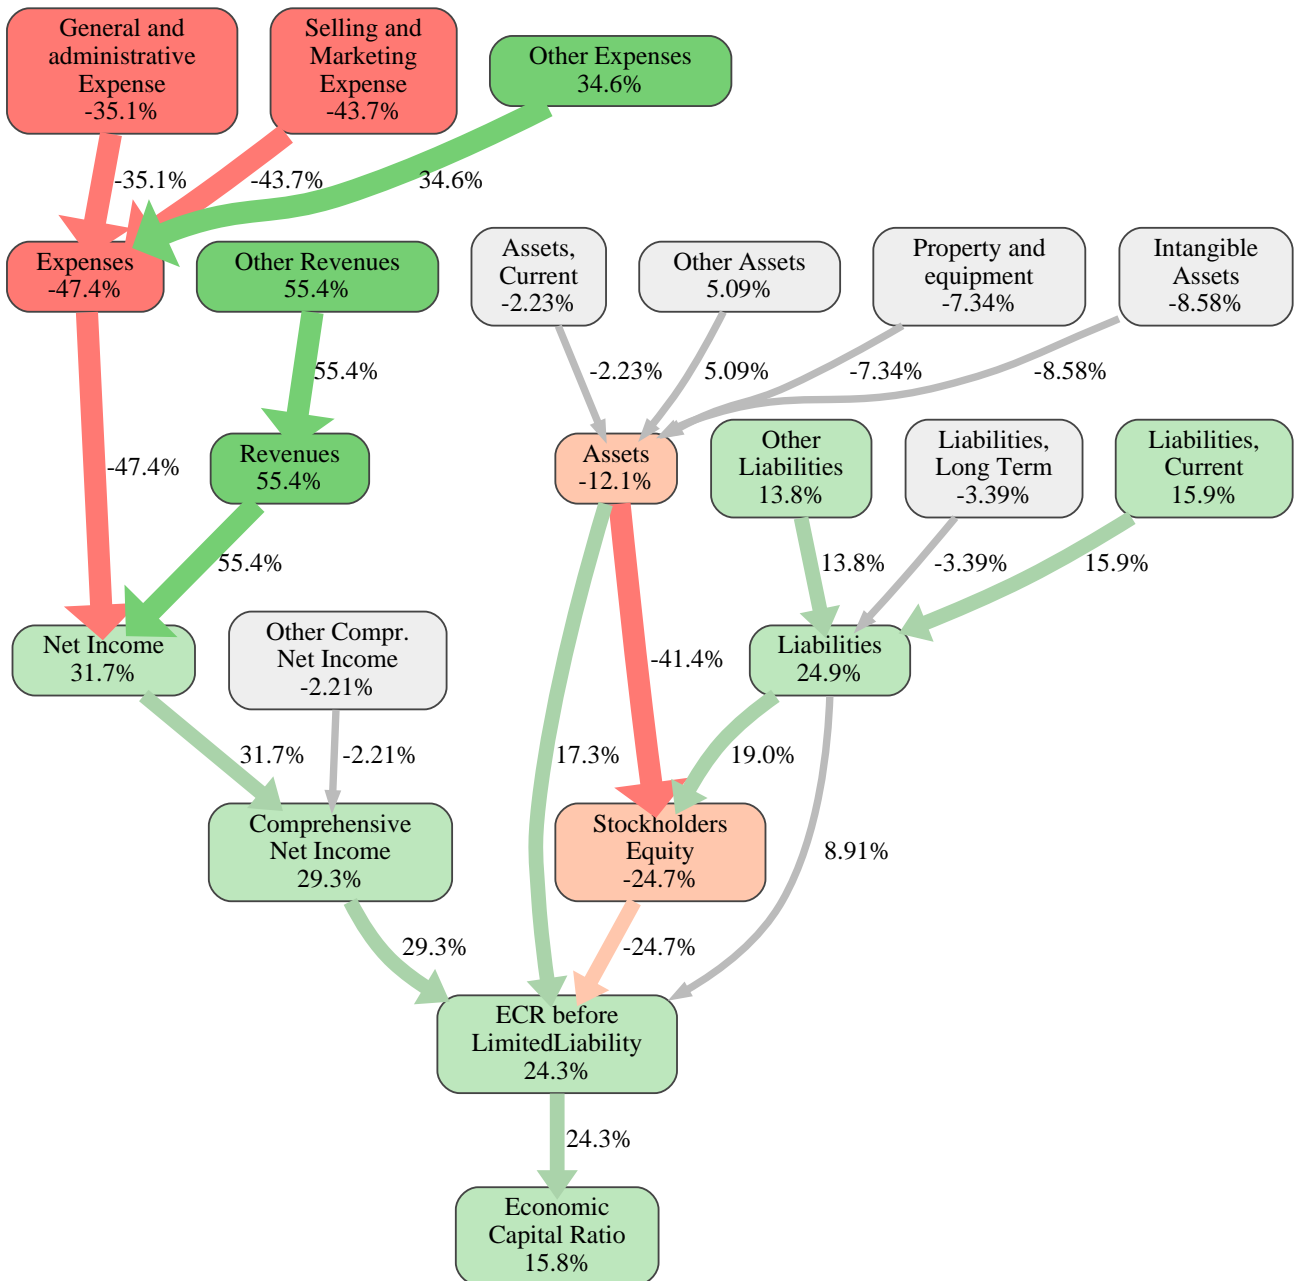 General and
administrative
Expense
-35.1%
Selling and
Marketing
Expense
-43.7%
Other Expenses
34.6%
-35.1%
-43.7%
34.6%
Expenses
-47.4%
Other Revenues
55.4%
Assets,
Current
-2.23%
Other Assets
5.09%
Property and
equipment
-7.34%
Intangible
Assets
-8.58%
55.4%
-2.23%
5.09%
-7.34%
-8.58%
-47.4%
Revenues
55.4%
Assets
-12.1%
Other
Liabilities
13.8%
Liabilities,
Long Term
-3.39%
Liabilities,
Current
15.9%
55.4%
13.8%
-3.39%
15.9%
Net Income
31.7%
Other Compr.
Net Income
-2.21%
-41.4%
Liabilities
24.9%
31.7%
-2.21%
17.3%
19.0%
Comprehensive
Net Income
29.3%
Stockholders
Equity
-24.7%
8.91%
29.3%
-24.7%
ECR before
LimitedLiability
24.3%
24.3%
Economic
Capital Ratio
15.8%